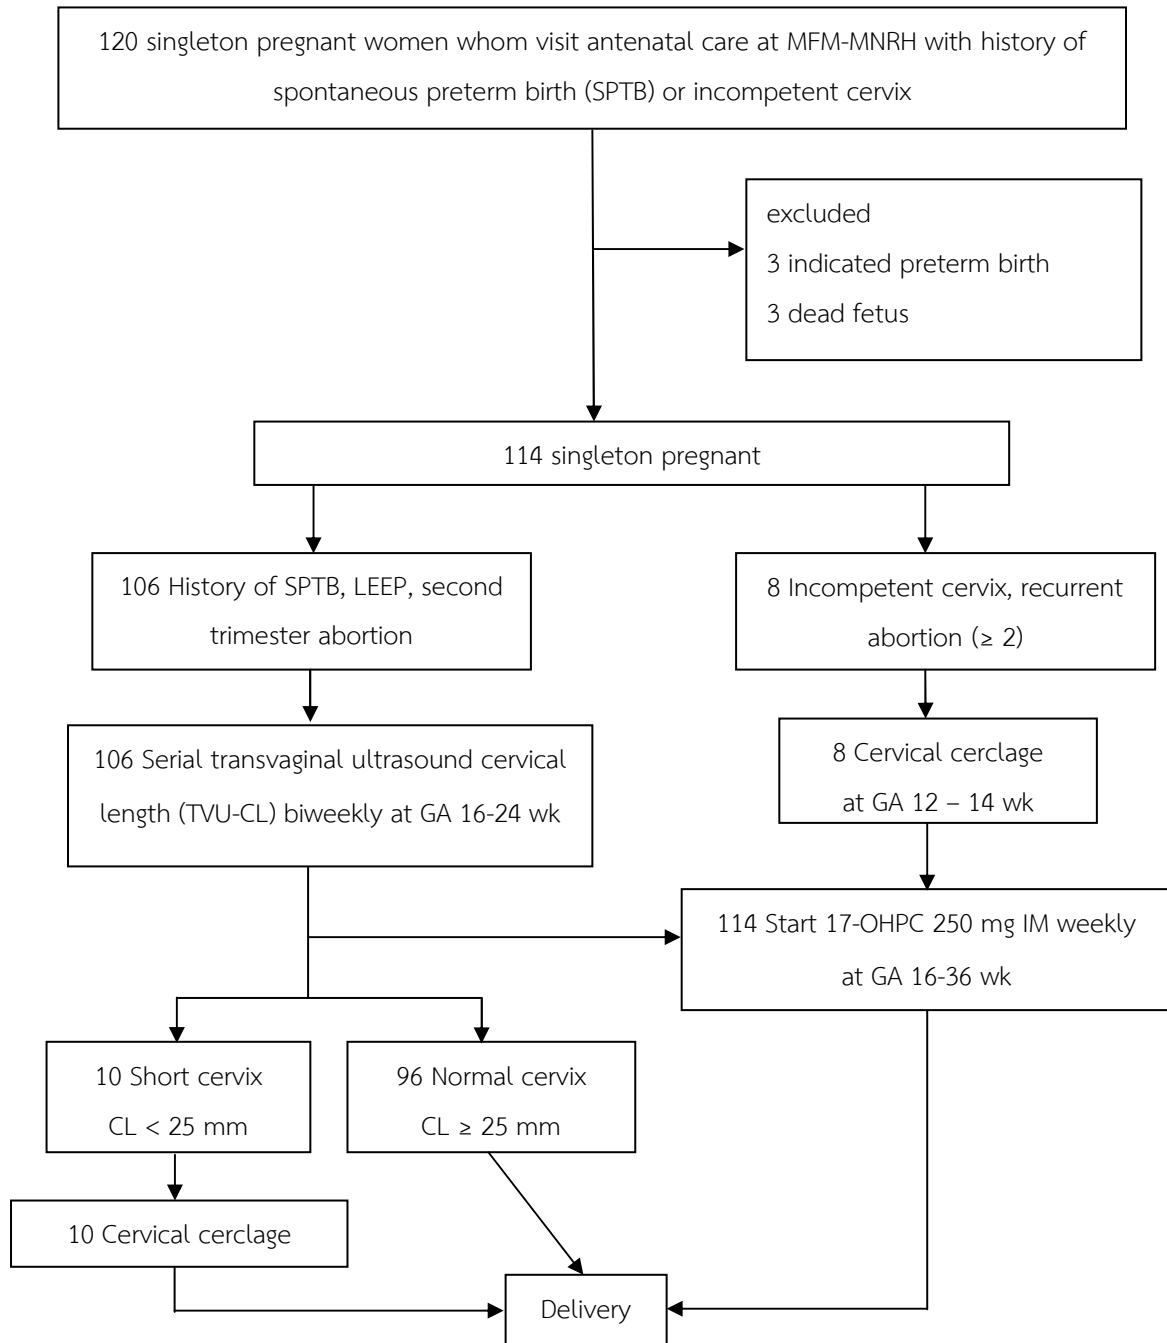 120 singleton pregnant women whom visit antenatal care at MFM-MNRH with history of
spontaneous preterm birth (SPTB) or incompetent cervix
excluded
3 indicated preterm birth
3 dead fetus
114 singleton pregnant
106 History of SPTB, LEEP, second
trimester abortion
8 Incompetent cervix, recurrent
abortion (≥ 2)
106 Serial transvaginal ultrasound cervical
length (TVU-CL) biweekly at GA 16-24 wk
8 Cervical cerclage
at GA 12 – 14 wk
114 Start 17-OHPC 250 mg IM weekly
at GA 16-36 wk
10 Short cervix
CL < 25 mm
96 Normal cervix
CL ≥ 25 mm
10 Cervical cerclage
Delivery